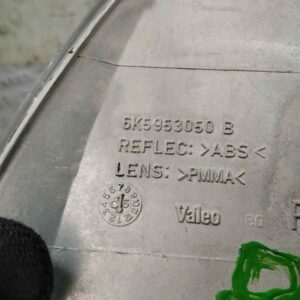 6K5953050 B
REFLEC: >ABS<
LENS: >PMMA<
Valeo